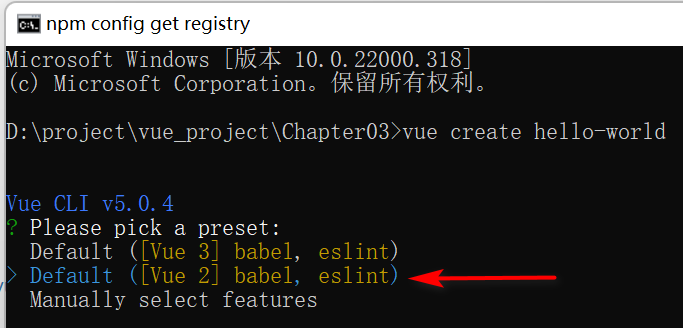 npm config get registry
Microsoft Windows [版本 10.0.22000.318]
(c) Microsoft Corporation。保留所有权利。
D:\project\vue_project\Chapter03>vue create hello-world
Vue CLI v5.0.4
? Please pick a preset:
Default ([Vue 3] babel, eslint)
> Default ([Vue 2] babel, eslint)
Manually select features